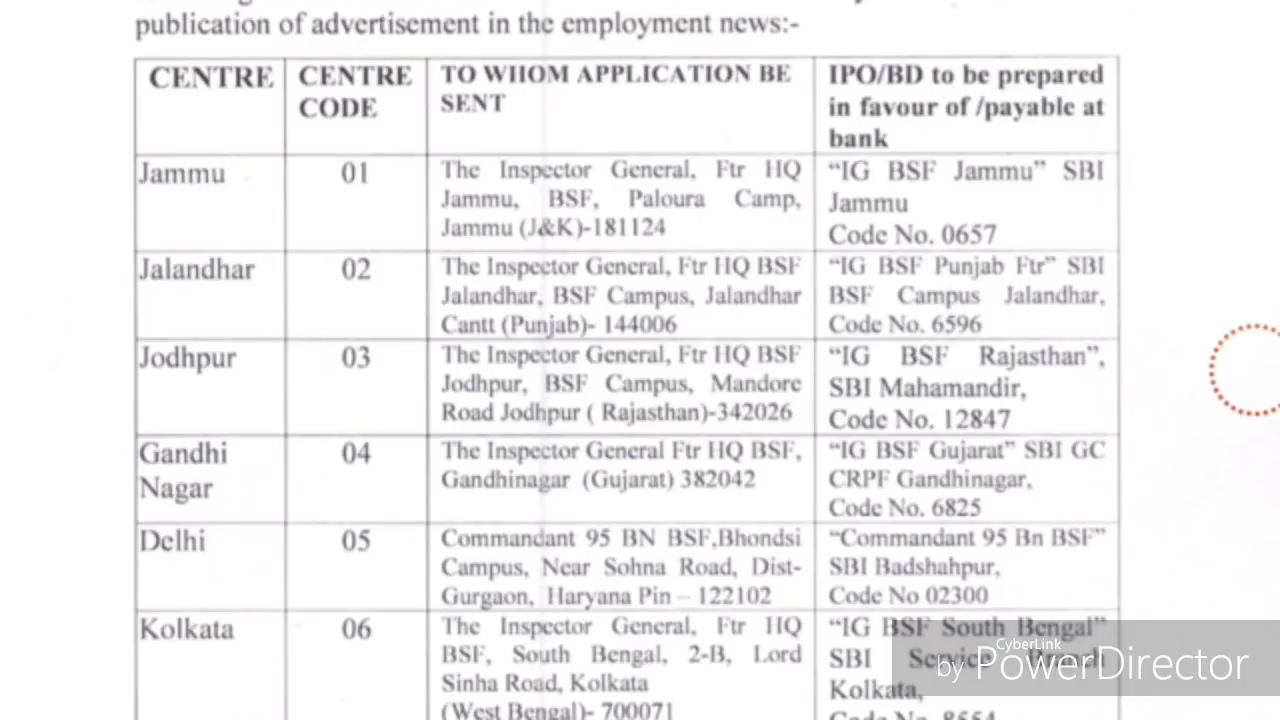 publication of advertisement in the employment news:-
CENTRE
CENTRE
CODE
TO WHOM APPLICATION BE
SENT
IPO/BD to be prepared
in favour of /payable at
bank
Jammu
01
The Inspector General, Ftr HQ
Jammu, BSF, Paloura Camp,
Jammu (J&K)-181124
“IG BSF Jammu” SBI
Jammu
Code No. 0657
Jalandhar
02
The Inspector General, Ftr HQ BSF
Jalandhar, BSF Campus, Jalandhar
Cantt (Punjab)- 144006
“IG BSF Punjab Ftr” SBI
BSF Campus Jalandhar,
Code No. 6596
Jodhpur
03
The Inspector General, Ftr HQ BSF
Jodhpur, BSF Campus, Mandore
Road Jodhpur ( Rajasthan)-342026
“IG BSF Rajasthan”,
SBI Mahamandir,
Code No. 12847
Gandhi
Nagar
04
The Inspector General Ftr HQ BSF,
Gandhinagar (Gujarat) 382042
“IG BSF Gujarat” SBI GC
CRPF Gandhinagar,
Code No. 6825
Delhi
05
Commandant 95 BN BSF,Bhondsi
Campus, Near Sohna Road, Dist-
Gurgaon, Haryana Pin – 122102
“Commandant 95 Bn BSF”
SBI Badshahpur,
Code No 02300
Kolkata
06
The Inspector General, Ftr HQ
BSF, South Bengal, 2-B, Lord
Sinha Road, Kolkata
(West Bengal)- 700071
“IG BSF South Bengal”
SBI Service Branch
Kolkata,
Code No. 8554
CyberLink
by PowerDirector